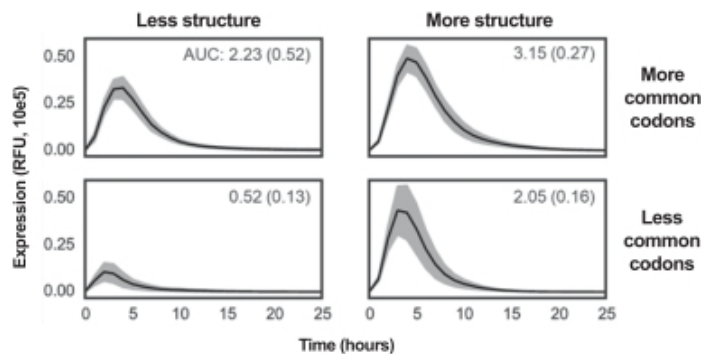 Less structure
More structure
Expression (RFU, 10e5)
0.50
0.25
0.00
AUC: 2.23 (0.52)
3.15 (0.27)
More
common
codons
0.50
0.25
0.00
0.52 (0.13)
2.05 (0.16)
Less
common
codons
0 5 10 15 20 25
0 5 10 15 20 25
Time (hours)